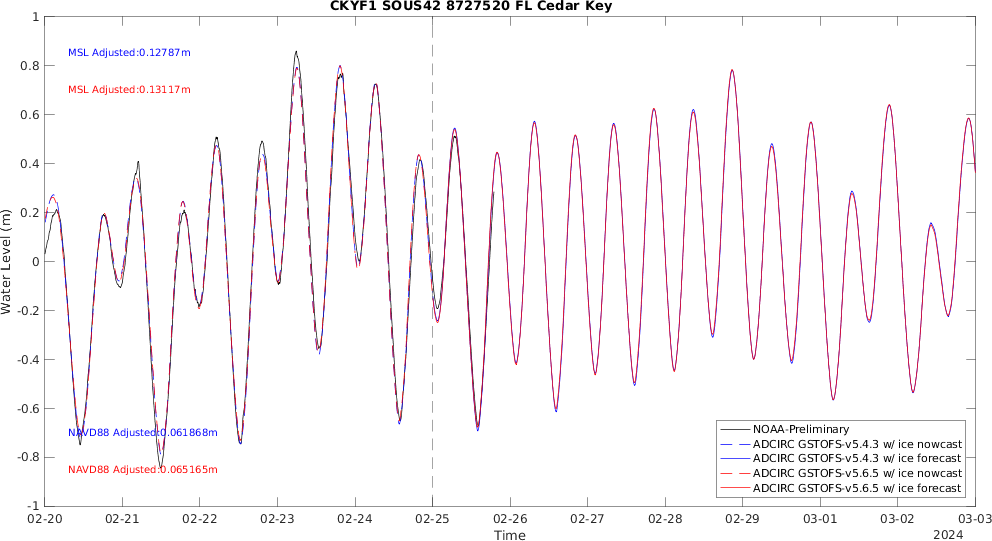 CKYF1 SOUS42 8727520 FL Cedar Key
MSL Adjusted:0.12787m
MSL Adjusted:0.13117m
NAVD88 Adjusted:0.061868m
NAVD88 Adjusted:0.065165m
1
0.8
0.6
0.4
0.2
0
-0.2
-0.4
-0.6
-0.8
-1
Water Level (m)
NOAA-Preliminary
ADCIRC GSTOFS-v5.4.3 w/ ice nowcast
ADCIRC GSTOFS-v5.4.3 w/ ice forecast
ADCIRC GSTOFS-v5.6.5 w/ ice nowcast
ADCIRC GSTOFS-v5.6.5 w/ ice forecast
02-20 02-21 02-22 02-23 02-24 02-25 02-26 02-27 02-28 02-29 03-01 03-02 03-03
Time
2024